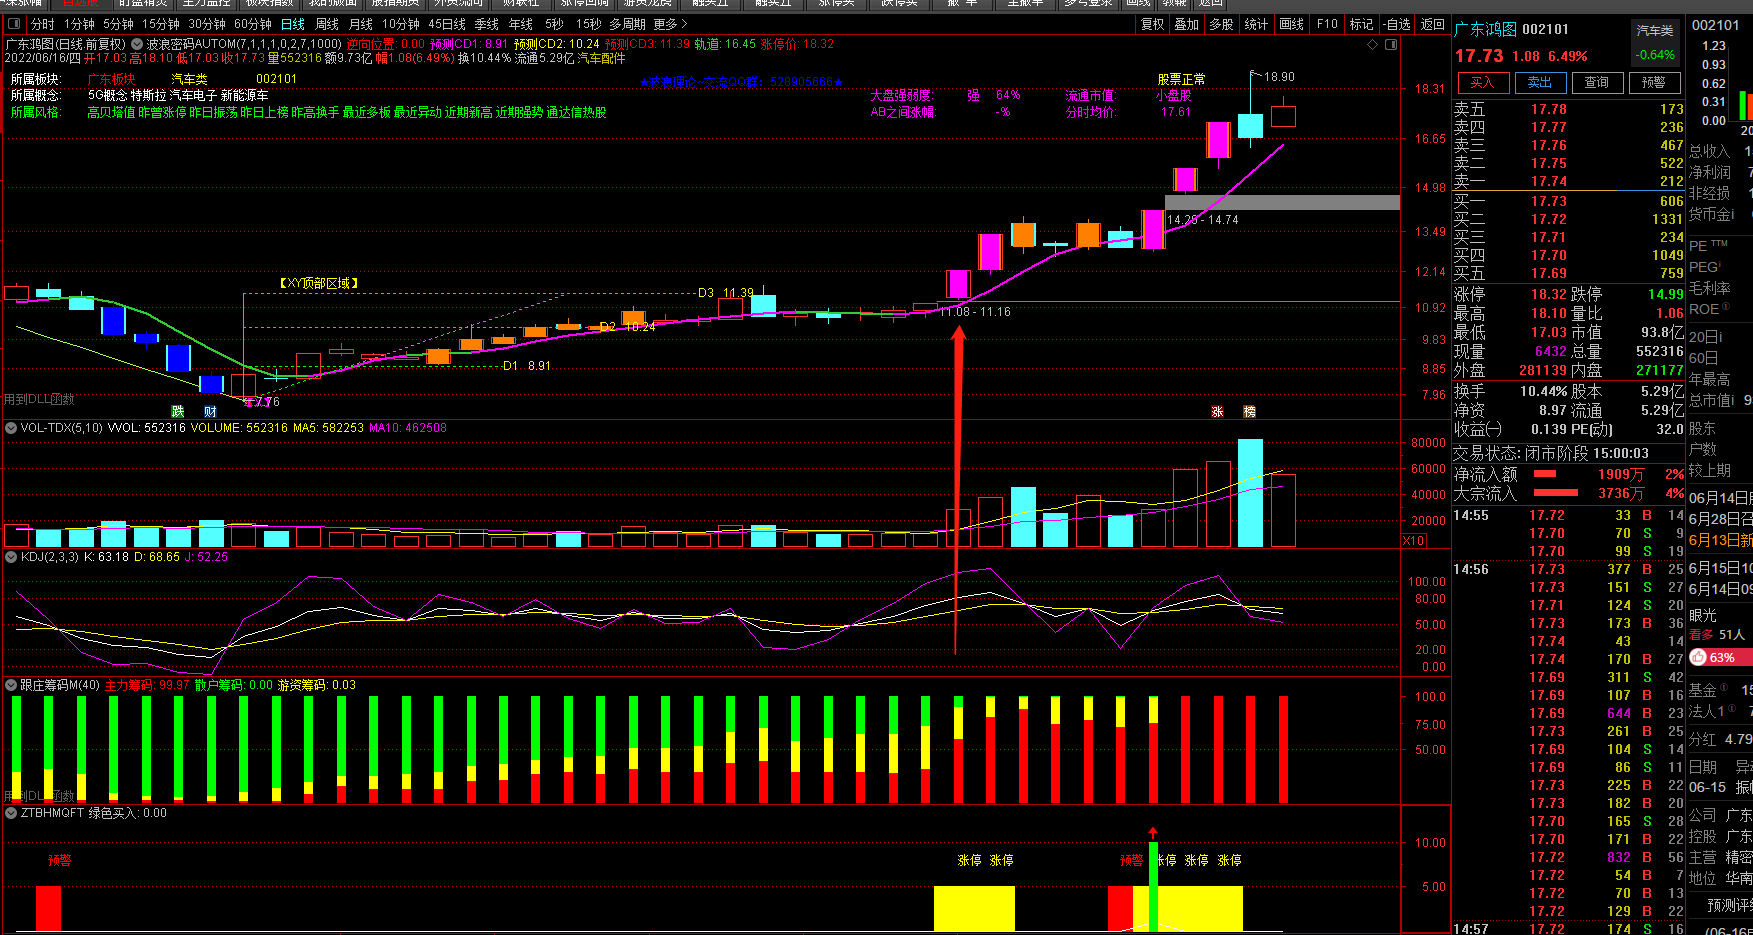 分时 1分钟 5分钟 15分钟 30分钟 60分钟 日线 周线 月线 10分钟 45日线 季线 年线 5秒 15秒 多周期 更多
复权 叠加 多股 统计 画线 F10 标记 -自选 返回
广东鸿图(日线.前复权) 波浪密码AUTOM(7,1,1,1,0,2,7,1000) 逆向位置: 0.00 预测CD1: 8.91 预测CD2: 10.24 预测CD3: 11.39 轨道: 16.45 涨停价: 18.32
2022/06/16/四 开17.03 高18.10 低17.03 收17.73 量552316 额9.73亿 幅1.08(6.49%) 换10.44% 流通5.29亿 汽车配件
所属板块: 广东板块 汽车类 002101
所属概念: 5G概念 特斯拉 汽车电子 新能源车
所属风格: 高贝塔值 昨曾涨停 昨日振荡 昨日上榜 昨高换手 最近多板 最近异动 近期新高 近期强势 通达信热股
股票正常
大盘强弱度: 强 64% 流通市值: 小盘股
AB之间涨幅: -% 分时均价: 17.61
18.90
18.31
16.65
14.98
13.49
12.14
10.92
9.83
8.85
7.96
14.29 - 14.74
【XY顶部区域】
D3 11.39
11.08 - 11.16
D2 10.24
D1 8.91
7.76
用到DLL函数
跌 财 涨 榜
VOL-TDX(5,10) VVOL: 552316 VOLUME: 552316 MA5: 582253 MA10: 462508
80000
60000
40000
20000
X10
KDJ(2,3,3) K: 63.18 D: 68.65 J: 52.25
100.00
80.00
50.00
20.00
0.00
跟庄筹码M(40) 主力筹码: 99.97 散户筹码: 0.00 游资筹码: 0.03
100.0
75.00
50.00
用到DLL函数
ZTBHMQFT 绿色买入: 0.00
10.00
5.00
预警 涨停 涨停 预警 涨停 涨停 涨停
广东鸿图 002101 汽车类
17.73 1.08 6.49% -0.64%
买入 卖出 查询 预警
卖五 17.78 173
卖四 17.77 236
卖三 17.76 467
卖二 17.75 522
卖一 17.74 212
买一 17.73 606
买二 17.72 1331
买三 17.71 234
买四 17.70 1049
买五 17.69 759
涨停 18.32 跌停 14.99
最高 18.10 量比 1.06
最低 17.03 市值 93.8亿
现量 6432 总量 552316
外盘 281139 内盘 271177
换手 10.44% 股本 5.29亿
净资 8.97 流通 5.29亿
收益㈠ 0.139 PE(动) 32.0
交易状态: 闭市阶段 15:00:03
净流入额 1909万 2%
大宗流入 3736万 4%
14:55 17.72 33 B 14
17.70 70 S 9
17.70 99 S 19
14:56 17.73 377 B 25
17.73 151 S 27
17.71 124 S 20
17.73 173 B 36
17.74 43 14
17.74 170 B 27
17.69 311 S 42
17.69 107 B 16
17.69 644 B 23
17.73 261 B 25
17.69 104 S 14
17.69 86 S 11
17.73 225 B 22
17.73 182 B 20
17.70 165 S 28
17.70 171 B 22
17.72 832 B 56
17.72 54 B 7
17.72 70 B 13
17.72 129 B 22
14:57 17.72 174 S 16
002101
1.23
0.93
0.62
0.31
0.00
总收入
净利润
非经损
货币金
PE TTM
PEG
毛利率
ROE
20日
60日
年最高
总市值 9
股东
户数
较上期
06月14日
6月28日召
6月13日新
6月15日10
6月14日09
眼光
看多 51人
63%
基金 15
法人1
分红 4.79
日期
06-15
公司 广东
控股 广东
主营 精密
地位 华南
预测评级
(06-16